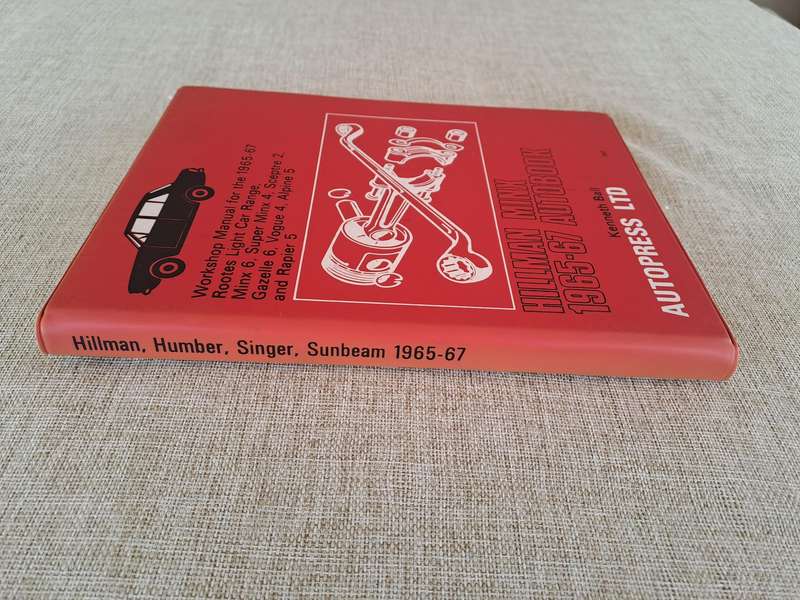 Workshop Manual for the 1965-67
Rootes Light Car Range,
Minx 6, Super Minx 4, Sceptre 2,
Gazelle 6, Vogue 4, Alpine 5
and Rapier 5
HILLMAN MINX
1965-67 AUTOBOOK
Kenneth Ball
AUTOPRESS LTD
Hillman, Humber, Singer, Sunbeam 1965-67